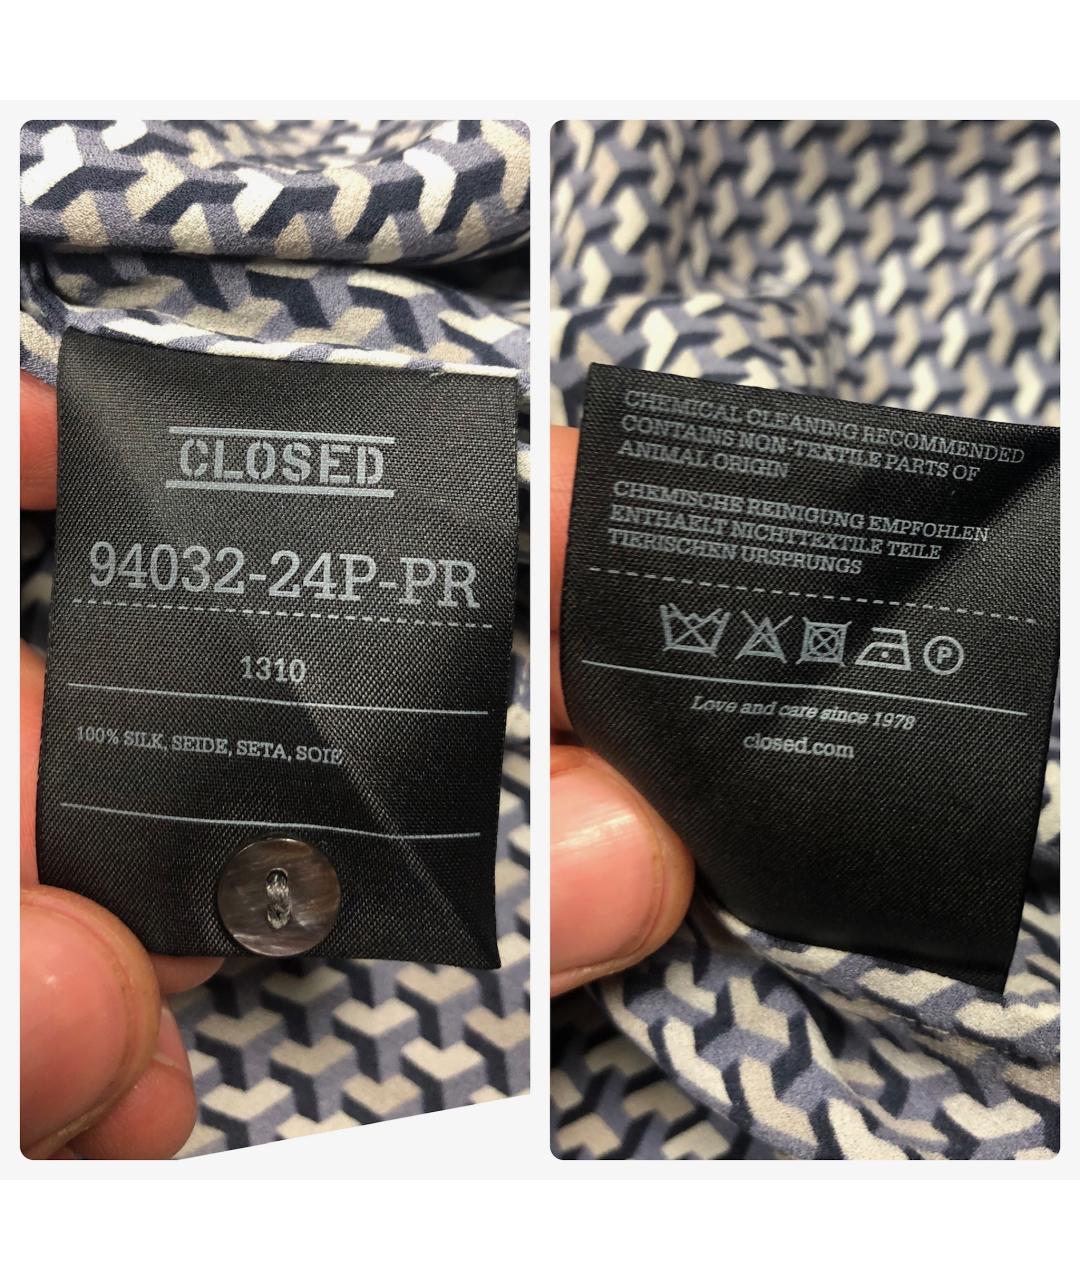 CLOSED
94032-24P-PR
1310
100% SILK, SEIDE, SETA, SOIE
CHEMICAL CLEANING RECOMMENDED
CONTAINS NON-TEXTILE PARTS OF
ANIMAL ORIGIN
CHEMISCHE REINIGUNG EMPFOHLEN
ENTHAELT NICHTTEXTILE TEILE
TIERISCHEN URSPRUNGS
P
Love and care since 1978
closed.com